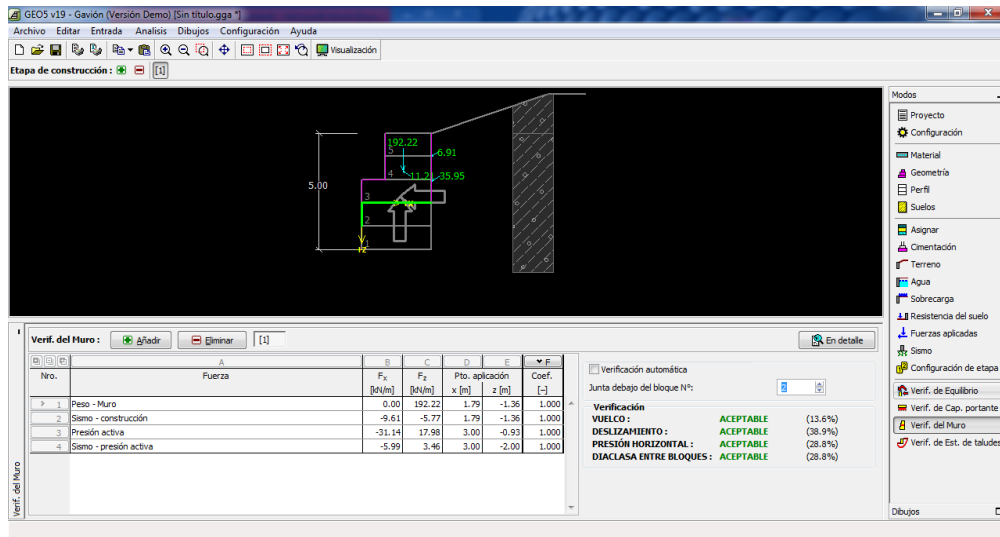 GEO5 v19 - Gavión (Versión Demo) [Sin título.gga *]
Archivo Editar Entrada Analisis Dibujos Configuración Ayuda
Visualización
Etapa de construcción : [1]
5.00
192.22
5
6.91
4
11.21
35.95
3
2
1
Modos
Proyecto
Configuración
Material
Geometría
Perfil
Suelos
Asignar
Cimentación
Terreno
Agua
Sobrecarga
Resistencia del suelo
Fuerzas aplicadas
Sismo
Configuración de etapa
Verif. de Equilibrio
Verif. de Cap. portante
Verif. del Muro
Verif. de Est. de taludes
Dibujos
Verif. del Muro : Añadir Eliminar [1] En detalle
A B C D E F
Nro. Fuerza Fx Fz Pto. aplicación Coef.
[kN/m] [kN/m] x [m] z [m] [–]
> 1 Peso - Muro 0.00 192.22 1.79 -1.36 1.000
2 Sismo - construcción -9.61 -5.77 1.79 -1.36 1.000
3 Presión activa -31.14 17.98 3.00 -0.93 1.000
4 Sismo - presión activa -5.99 3.46 3.00 -2.00 1.000
Verificación automática
Junta debajo del bloque N°: 2
Verificación
VUELCO : ACEPTABLE (13.6%)
DESLIZAMIENTO : ACEPTABLE (38.9%)
PRESIÓN HORIZONTAL : ACEPTABLE (28.8%)
DIACLASA ENTRE BLOQUES : ACEPTABLE (28.8%)
Verif. del Muro